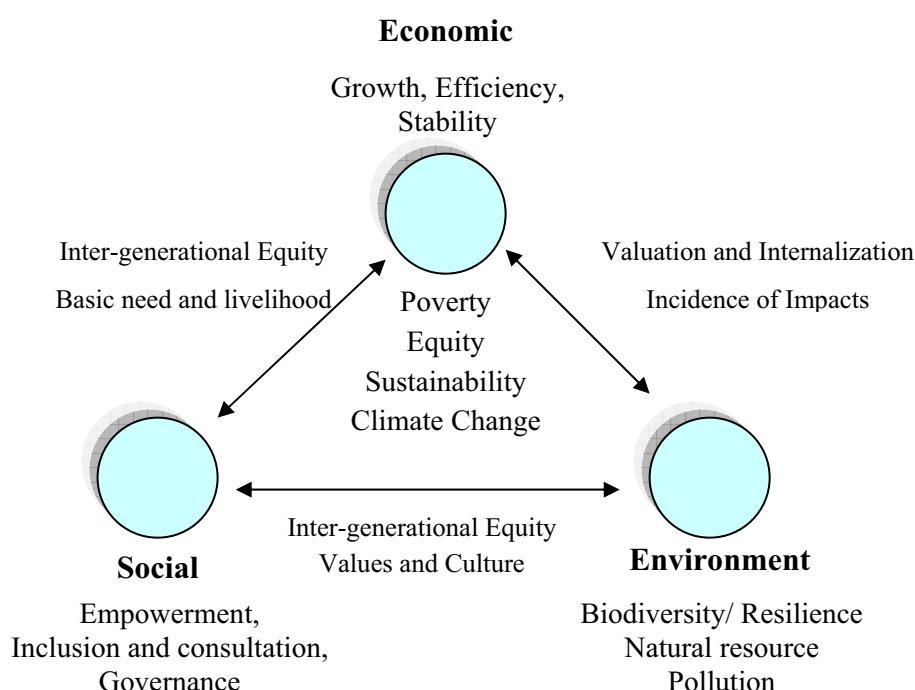 Economic
Growth, Efficiency,
Stability
Inter-generational Equity
Basic need and livelihood
Valuation and Internalization
Incidence of Impacts
Poverty
Equity
Sustainability
Climate Change
Inter-generational Equity
Values and Culture
Social
Empowerment,
Inclusion and consultation,
Governance
Environment
Biodiversity/ Resilience
Natural resource
Pollution